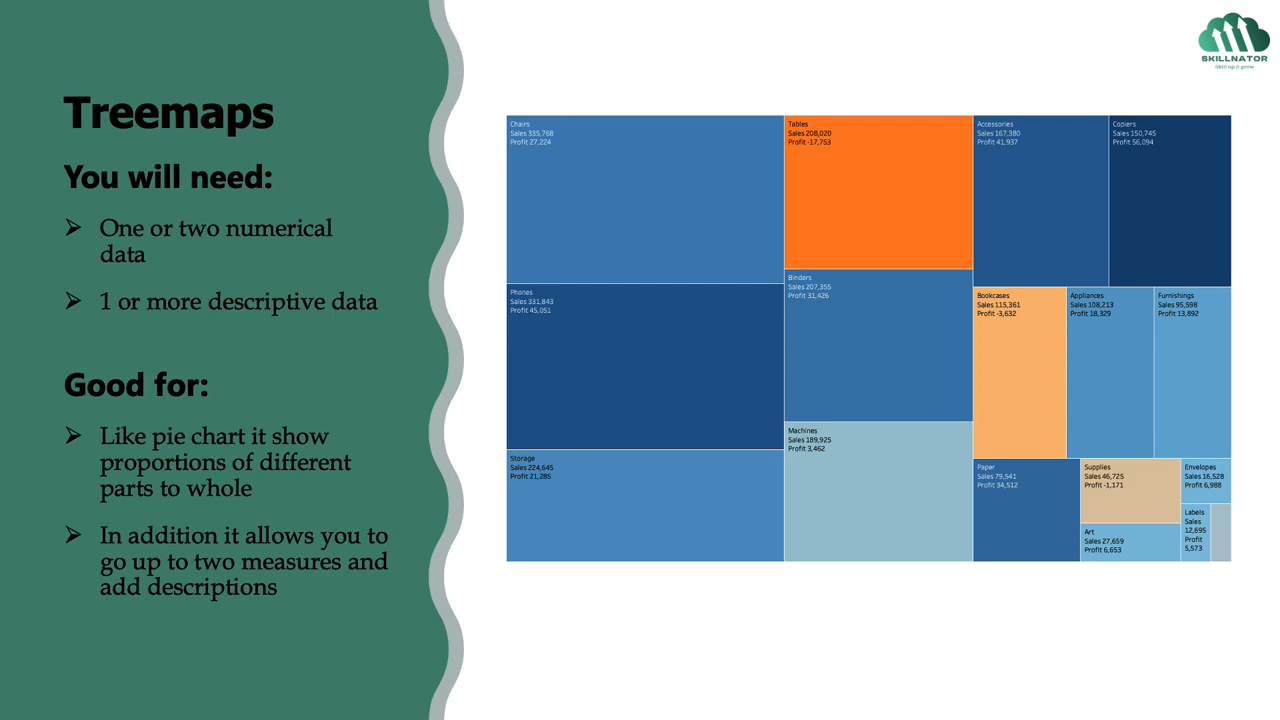 SKILLNATOR
Skill up & grow
Treemaps
You will need:
➢ One or two numerical
data
➢ 1 or more descriptive data
Good for:
➢ Like pie chart it show
proportions of different
parts to whole
➢ In addition it allows you to
go up to two measures and
add descriptions
Chairs
Sales 335,768
Profit 27,224
Phones
Sales 331,843
Profit 45,051
Storage
Sales 224,645
Profit 21,285
Tables
Sales 208,020
Profit -17,753
Binders
Sales 207,355
Profit 31,426
Machines
Sales 189,925
Profit 3,462
Accessories
Sales 167,380
Profit 41,937
Copiers
Sales 150,745
Profit 56,094
Bookcases
Sales 115,361
Profit -3,632
Appliances
Sales 108,213
Profit 18,329
Furnishings
Sales 95,598
Profit 13,892
Paper
Sales 79,541
Profit 34,512
Supplies
Sales 46,725
Profit -1,171
Art
Sales 27,659
Profit 6,653
Envelopes
Sales 16,528
Profit 6,988
Labels
Sales
12,695
Profit
5,573